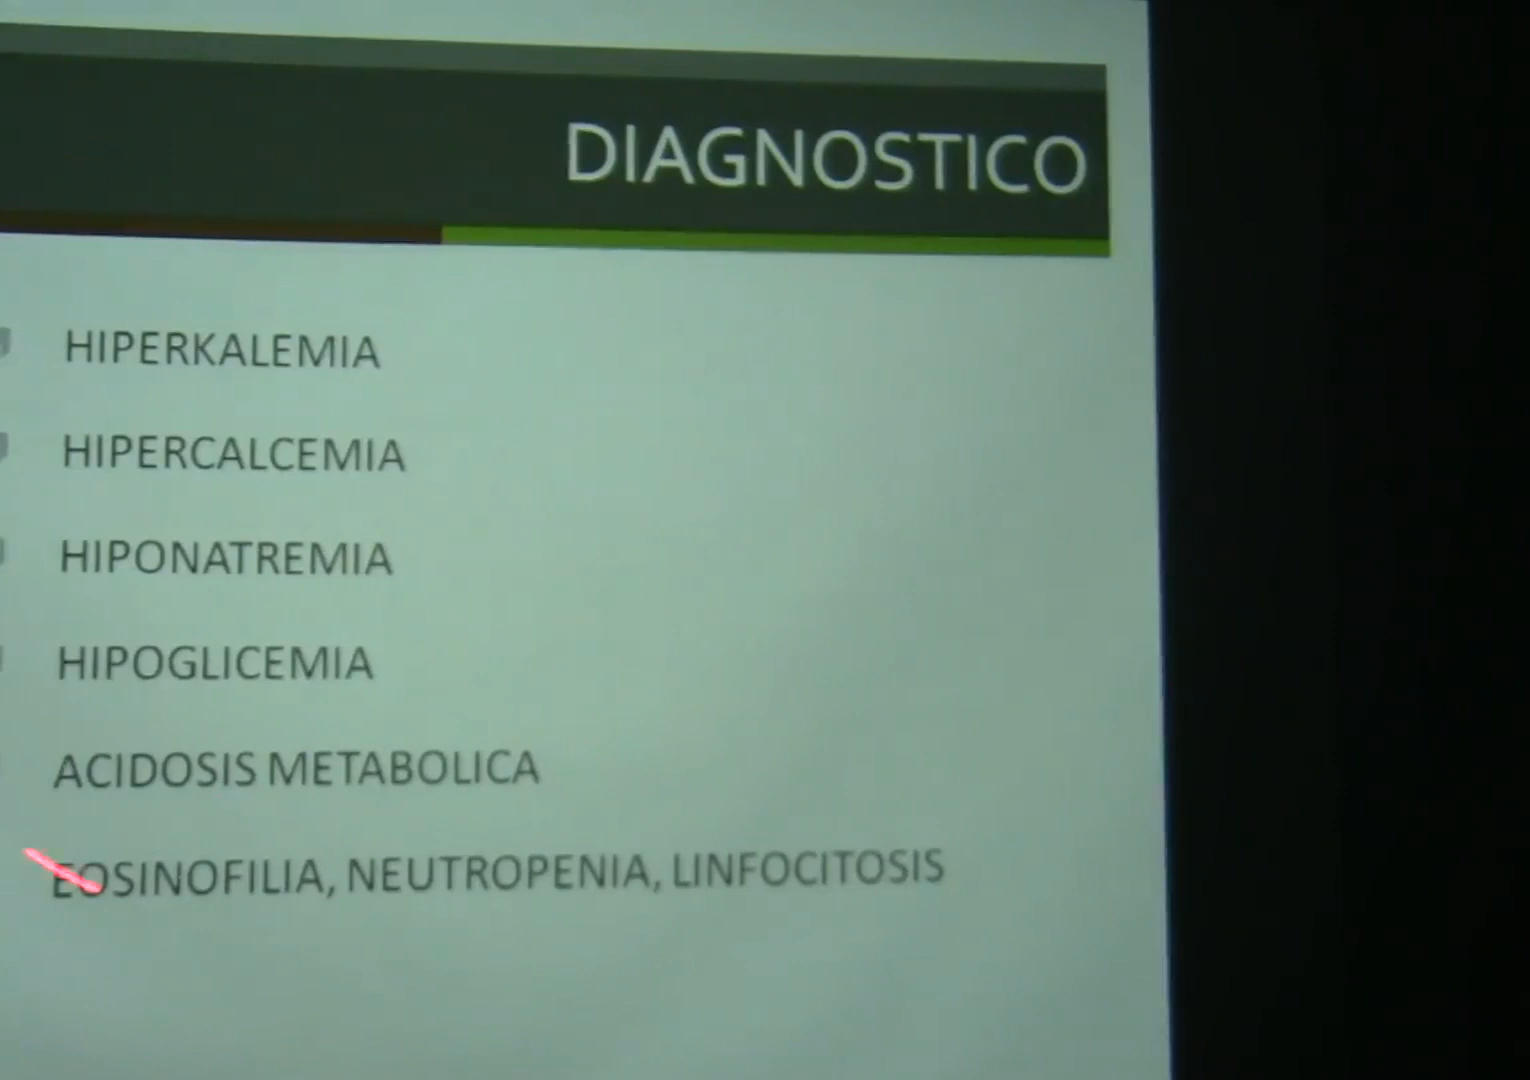 DIAGNOSTICO
HIPERKALEMIA
HIPERCALCEMIA
HIPONATREMIA
HIPOGLICEMIA
ACIDOSIS METABOLICA
EOSINOFILIA, NEUTROPENIA, LINFOCITOSIS